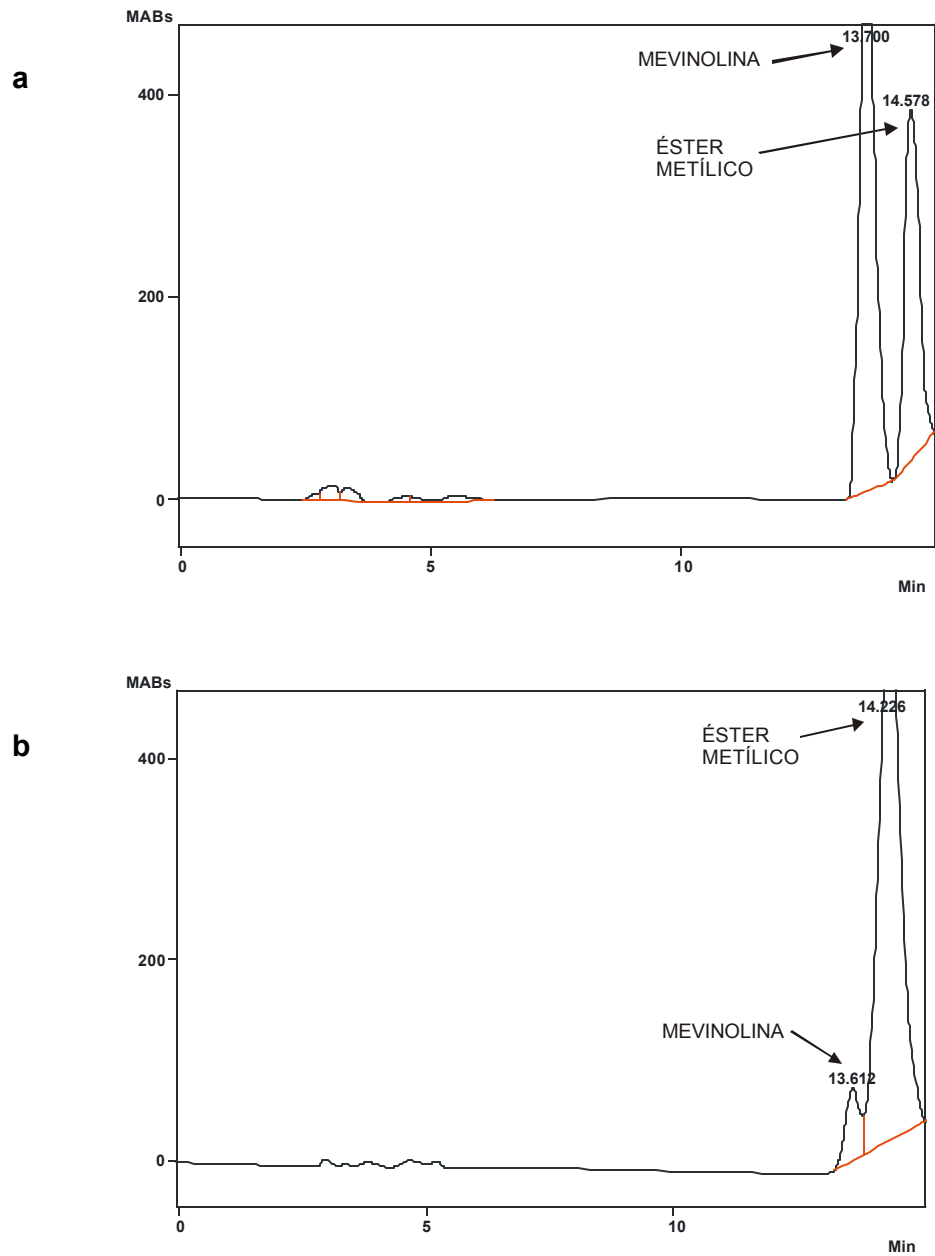 MABs
a
13.700
MEVINOLINA
400
14.578
ÉSTER
METÍLICO
200
0
0
5
10
Min
MABs
b
14.226
ÉSTER
METÍLICO
400
200
MEVINOLINA
13.612
0
0
5
10
Min